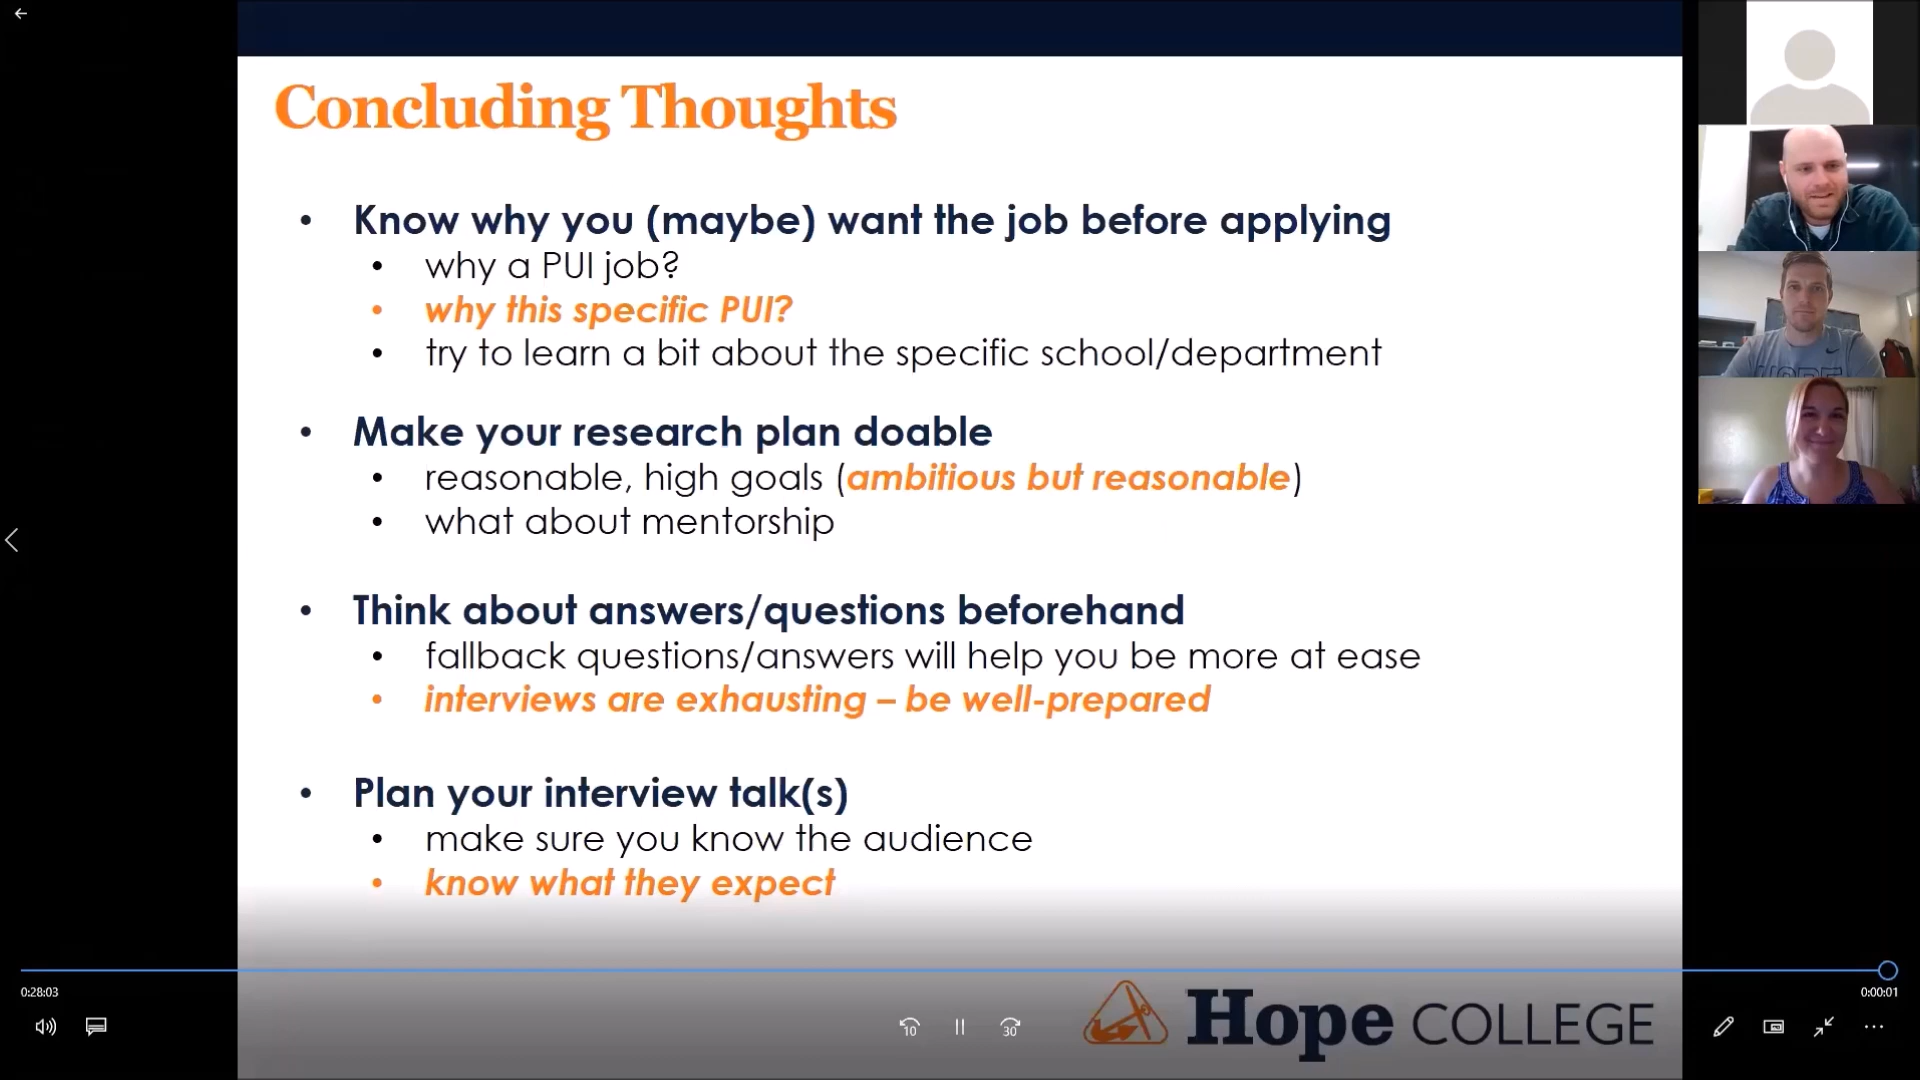 Concluding Thoughts
• Know why you (maybe) want the job before applying
• why a PUI job?
• why this specific PUI?
• try to learn a bit about the specific school/department
• Make your research plan doable
• reasonable, high goals (ambitious but reasonable)
• what about mentorship
• Think about answers/questions beforehand
• fallback questions/answers will help you be more at ease
• interviews are exhausting – be well-prepared
• Plan your interview talk(s)
• make sure you know the audience
• know what they expect
0:28:03
0:00:01
10
30
Hope COLLEGE